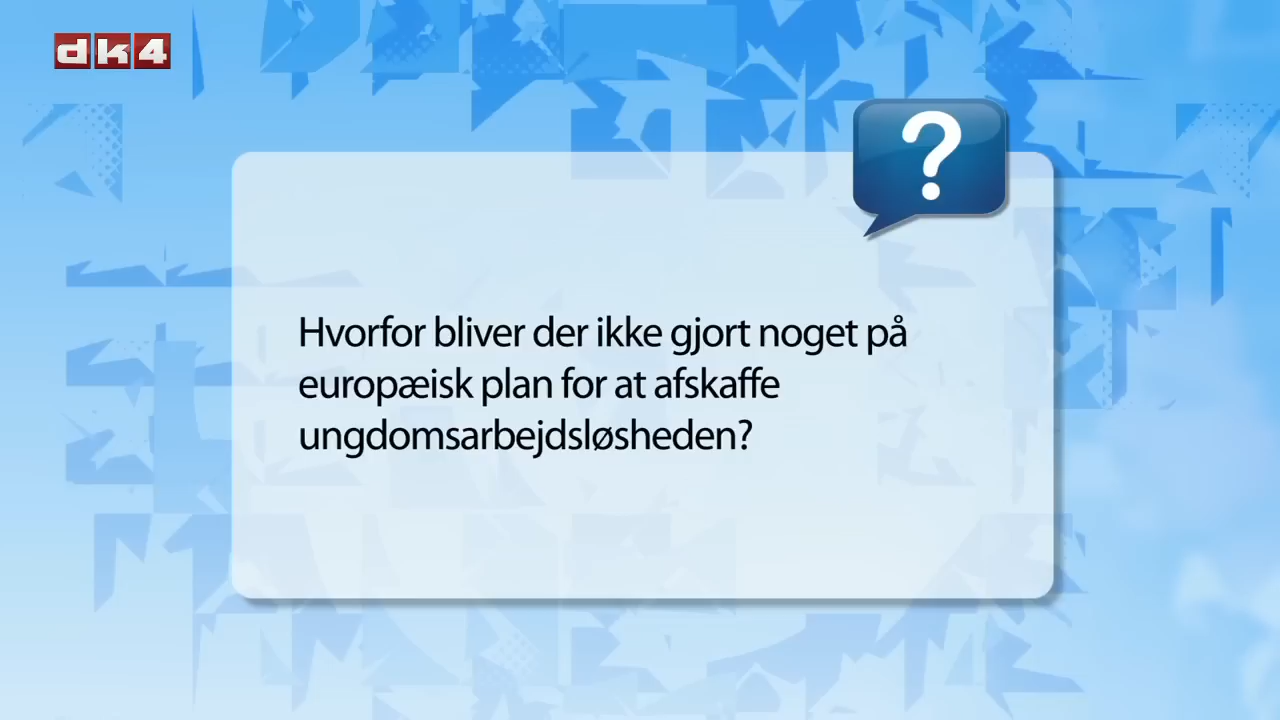 dk4
?
Hvorfor bliver der ikke gjort noget på
europæisk plan for at afskaffe
ungdomsarbejdsløsheden?